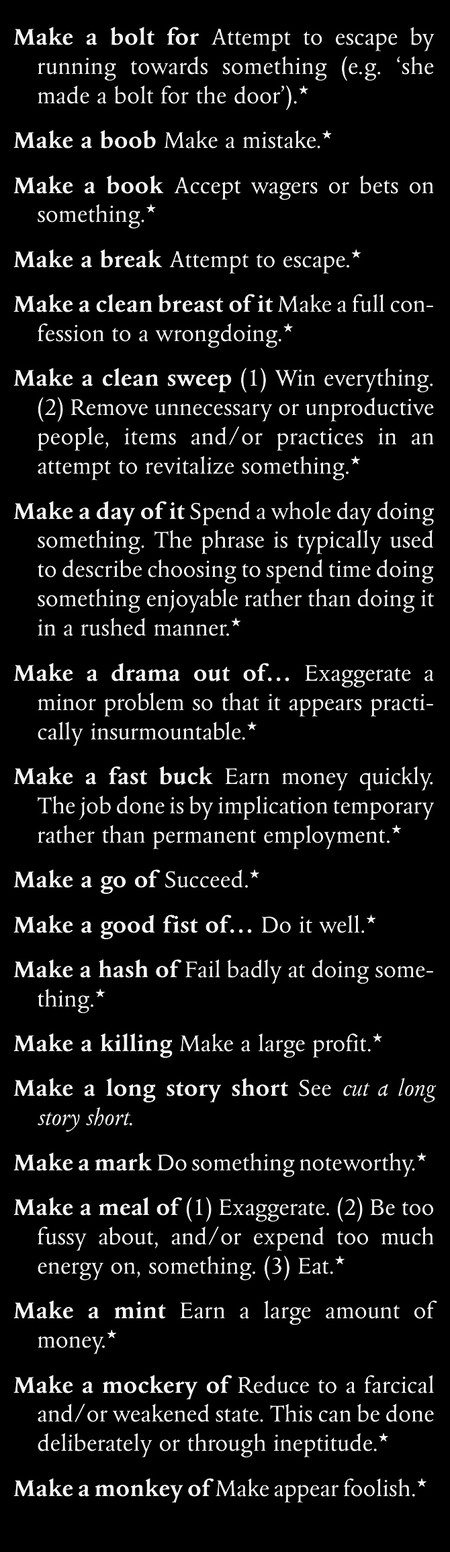 Make a bolt for Attempt to escape by
running towards something (e.g. ‘she
made a bolt for the door’).★
Make a boob Make a mistake.★
Make a book Accept wagers or bets on
something.★
Make a break Attempt to escape.★
Make a clean breast of it Make a full con-
fession to a wrongdoing.★
Make a clean sweep (1) Win everything.
(2) Remove unnecessary or unproductive
people, items and/or practices in an
attempt to revitalize something.★
Make a day of it Spend a whole day doing
something. The phrase is typically used
to describe choosing to spend time doing
something enjoyable rather than doing it
in a rushed manner.★
Make a drama out of… Exaggerate a
minor problem so that it appears practi-
cally insurmountable.★
Make a fast buck Earn money quickly.
The job done is by implication temporary
rather than permanent employment.★
Make a go of Succeed.★
Make a good fist of… Do it well.★
Make a hash of Fail badly at doing some-
thing.★
Make a killing Make a large profit.★
Make a long story short See cut a long
story short.
Make a mark Do something noteworthy.★
Make a meal of (1) Exaggerate. (2) Be too
fussy about, and/or expend too much
energy on, something. (3) Eat.★
Make a mint Earn a large amount of
money.★
Make a mockery of Reduce to a farcical
and/or weakened state. This can be done
deliberately or through ineptitude.★
Make a monkey of Make appear foolish.★